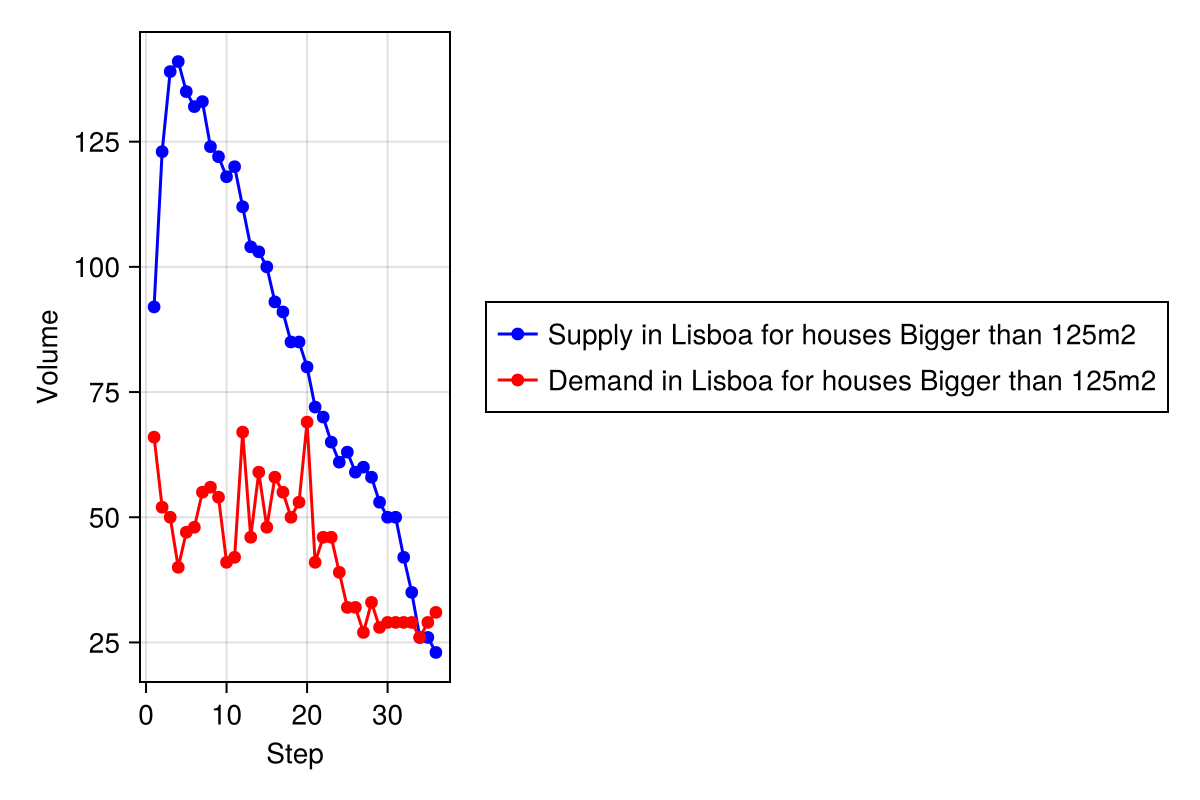 125
100
75
50
25
Volume
0 10 20 30
Step
Supply in Lisboa for houses Bigger than 125m2
Demand in Lisboa for houses Bigger than 125m2